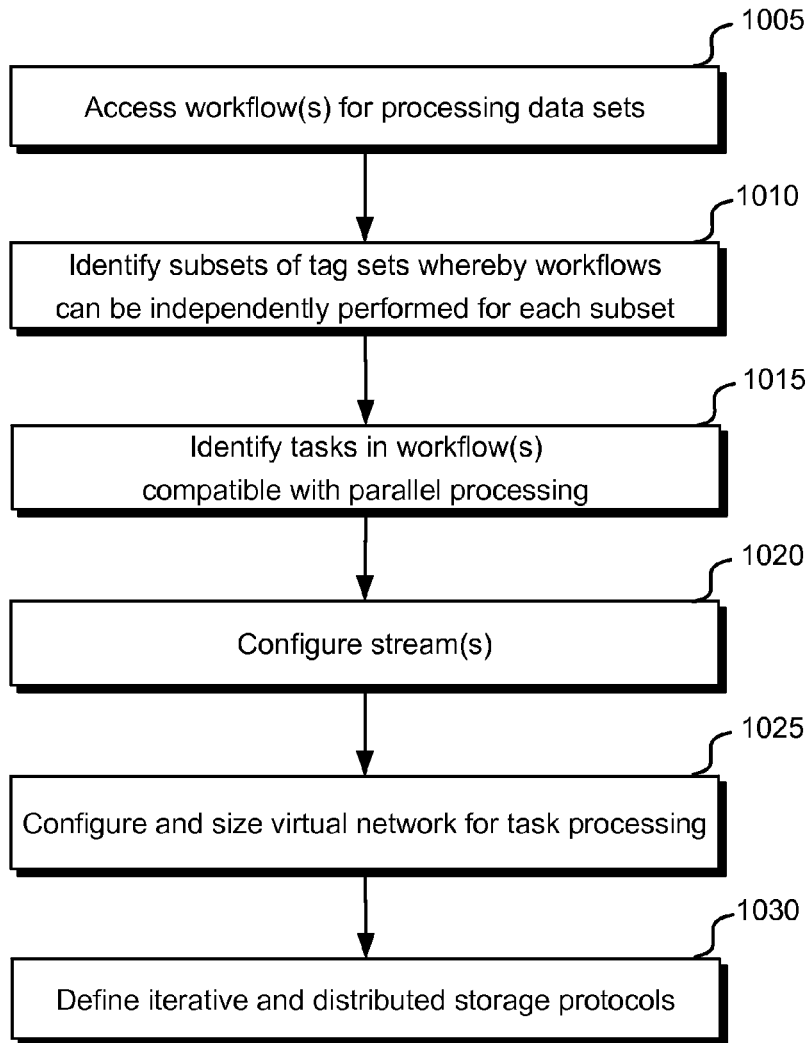 1005
Access workflow(s) for processing data sets
1010
Identify subsets of tag sets whereby workflows
can be independently performed for each subset
1015
Identify tasks in workflow(s)
compatible with parallel processing
1020
Configure stream(s)
1025
Configure and size virtual network for task processing
1030
Define iterative and distributed storage protocols